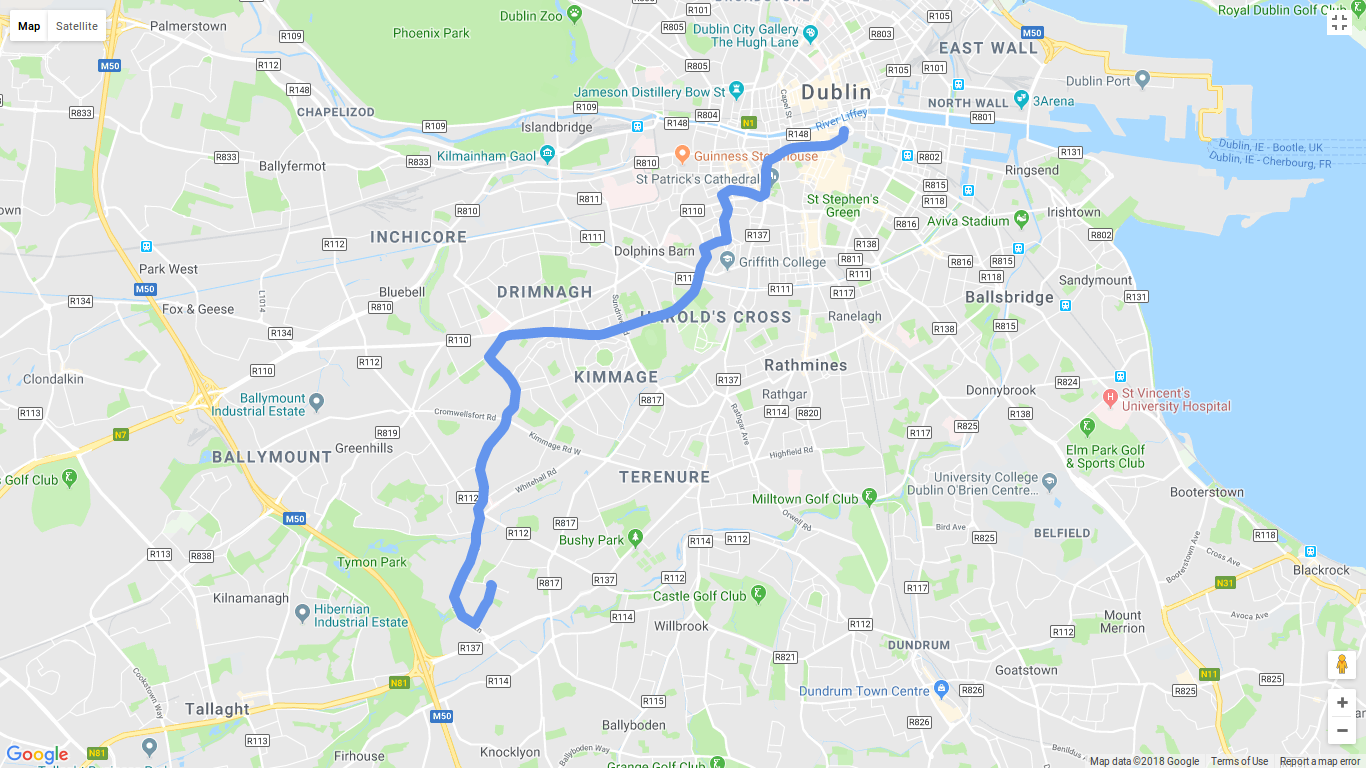 BROADSTONE
R101
R105
Royal Dublin Golf Club
Map
Satellite
Palmerstown
Dublin Zoo
R805
M50
R109
Phoenix Park
Dublin City Gallery
The Hugh Lane
R803
EAST WALL
M50
R112
R805
R105
R101
Dublin Port
R148
Jameson Distillery Bow St
Dublin
R833
CHAPELIZOD
R109
Capel St
NORTH WALL
3Arena
R109
Islandbridge
R148
R804
N1
River Liffey
R148
R801
R833
Ballyfermot
R833
Kilmainham Gaol
R810
Guinness Storehouse
R802
R131
Dublin, IE - Bootle, UK
Dublin, IE - Cherbourg, FR
St Patrick's Cathedral
Ringsend
R811
R815
R118
St Stephen's
Green
R810
R110
R816
Aviva Stadium
Irishtown
INCHICORE
R112
R111
R137
R138
R802
Dolphins Barn
Griffith College
R811
R816
R815
Park West
R111
R118
Sandymount
M50
Bluebell
DRIMNAGH
R111
R117
Ballsbridge
R131
R134
Fox & Geese
L1014
R810
Sundrive Rd
HAROLD'S CROSS
Ranelagh
R134
R110
R138
R815
R112
Rathmines
R110
Clondalkin
KIMMAGE
R137
R824
Rathgar
Donnybrook
Ballymount
Industrial Estate
R817
St Vincent's
University Hospital
R113
Cromwellsfort Rd
Rathgar Ave
R114
R820
R138
N7
R819
R117
R825
Greenhills
Kimmage Rd W
Highfield Rd
Elm Park Golf
& Sports Club
BALLYMOUNT
TERENURE
University College
Dublin O'Brien Centre...
s Golf Club
Whitehall Rd
R112
Milltown Golf Club
Booterstown
M50
R817
Orwell Rd
Bird Ave
BELFIELD
R112
Bushy Park
R114
R112
R825
R118
R113
R838
Tymon Park
Booterstown Ave
Cross Ave
Blackrock
R817
R137
R112
N31
Kilnamanagh
Castle Golf Club
R117
Hibernian
Industrial Estate
R114
Willbrook
R112
Avoca Ave
Mount
Merrion
R112
R137
DUNDRUM
R821
Goatstown
Cookstown Way
N81
R114
N11
R825
R825
Tallaght
R115
Dundrum Town Centre
R826
M50
Ballyboden
R826
R113
N81
Firhouse
Knocklyon
Ballyboden Way
Benildus
Grange Golf Club
Google
Map data ©2018 Google
Terms of Use
Report a map error